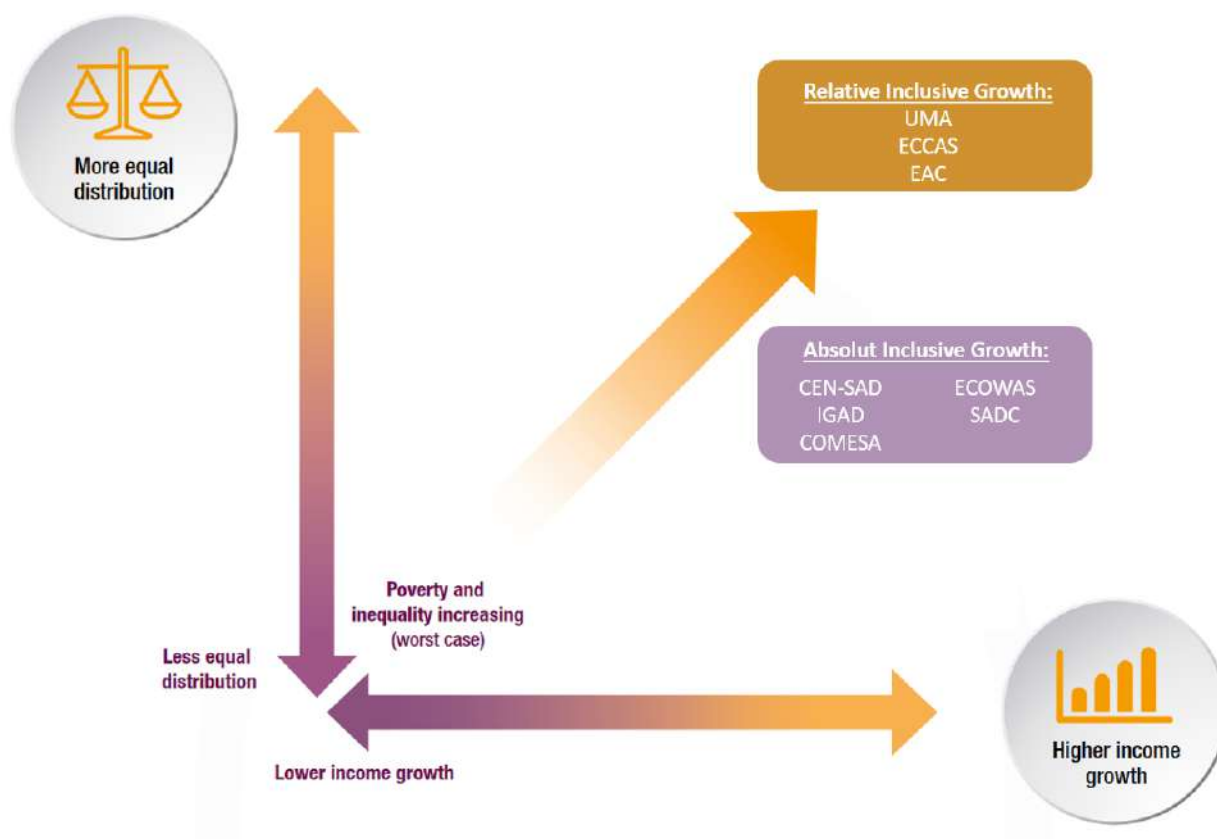 More equal
distribution
Relative Inclusive Growth:
UMA
ECCAS
EAC
Absolut Inclusive Growth:
CEN-SAD ECOWAS
IGAD SADC
COMESA
Poverty and
inequality increasing
(worst case)
Less equal
distribution
Lower income growth
Higher income
growth